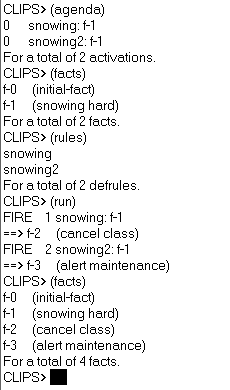 CLIPS> (agenda)
0 snowing: f-1
0 snowing2: f-1
For a total of 2 activations.
CLIPS> (facts)
f-0 (initial-fact)
f-1 (snowing hard)
For a total of 2 facts.
CLIPS> (rules)
snowing
snowing2
For a total of 2 defrules.
CLIPS> (run)
FIRE 1 snowing: f-1
==> f-2 (cancel class)
FIRE 2 snowing2: f-1
==> f-3 (alert maintenance)
CLIPS> (facts)
f-0 (initial-fact)
f-1 (snowing hard)
f-2 (cancel class)
f-3 (alert maintenance)
For a total of 4 facts.
CLIPS>